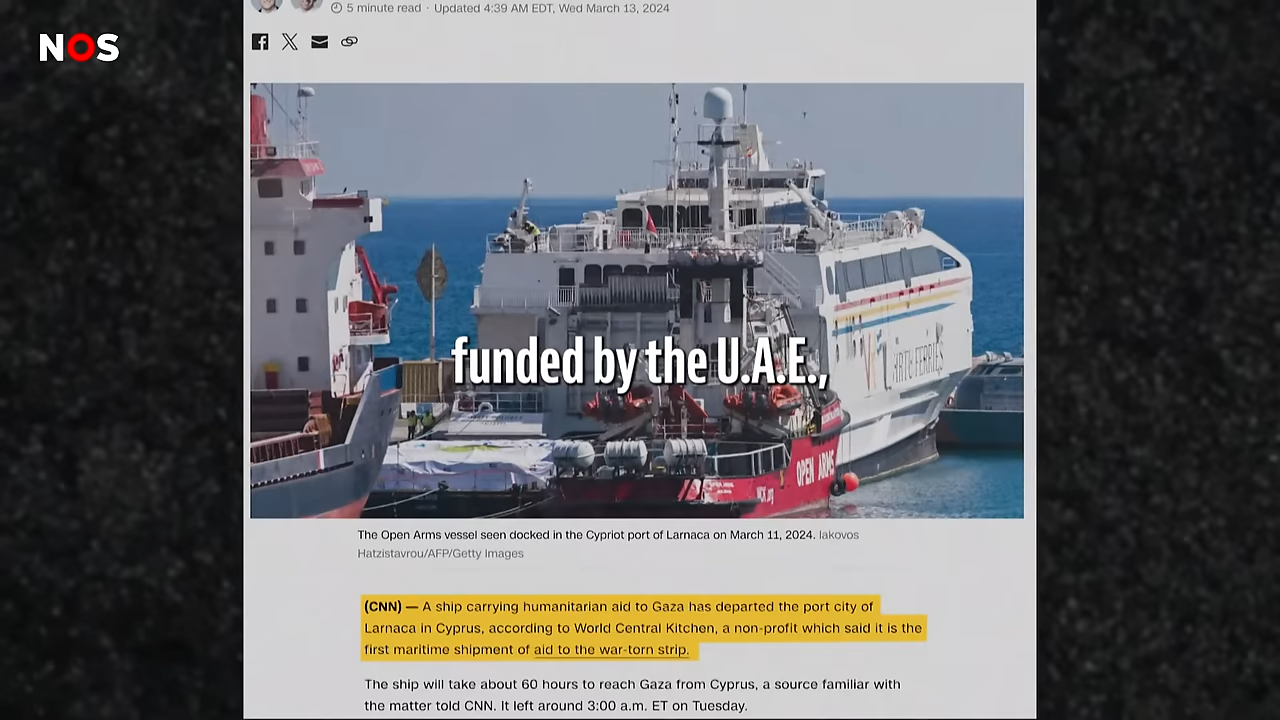 5 minute read · Updated 4:39 AM EDT, Wed March 13, 2024
NOS
funded by the U.A.E.,
ARTU FERRIES
OPEN ARMS
The Open Arms vessel seen docked in the Cypriot port of Larnaca on March 11, 2024. Iakovos
Hatzistavrou/AFP/Getty Images
(CNN) — A ship carrying humanitarian aid to Gaza has departed the port city of
Larnaca in Cyprus, according to World Central Kitchen, a non-profit which said it is the
first maritime shipment of aid to the war-torn strip.
The ship will take about 60 hours to reach Gaza from Cyprus, a source familiar with
the matter told CNN. It left around 3:00 a.m. ET on Tuesday.